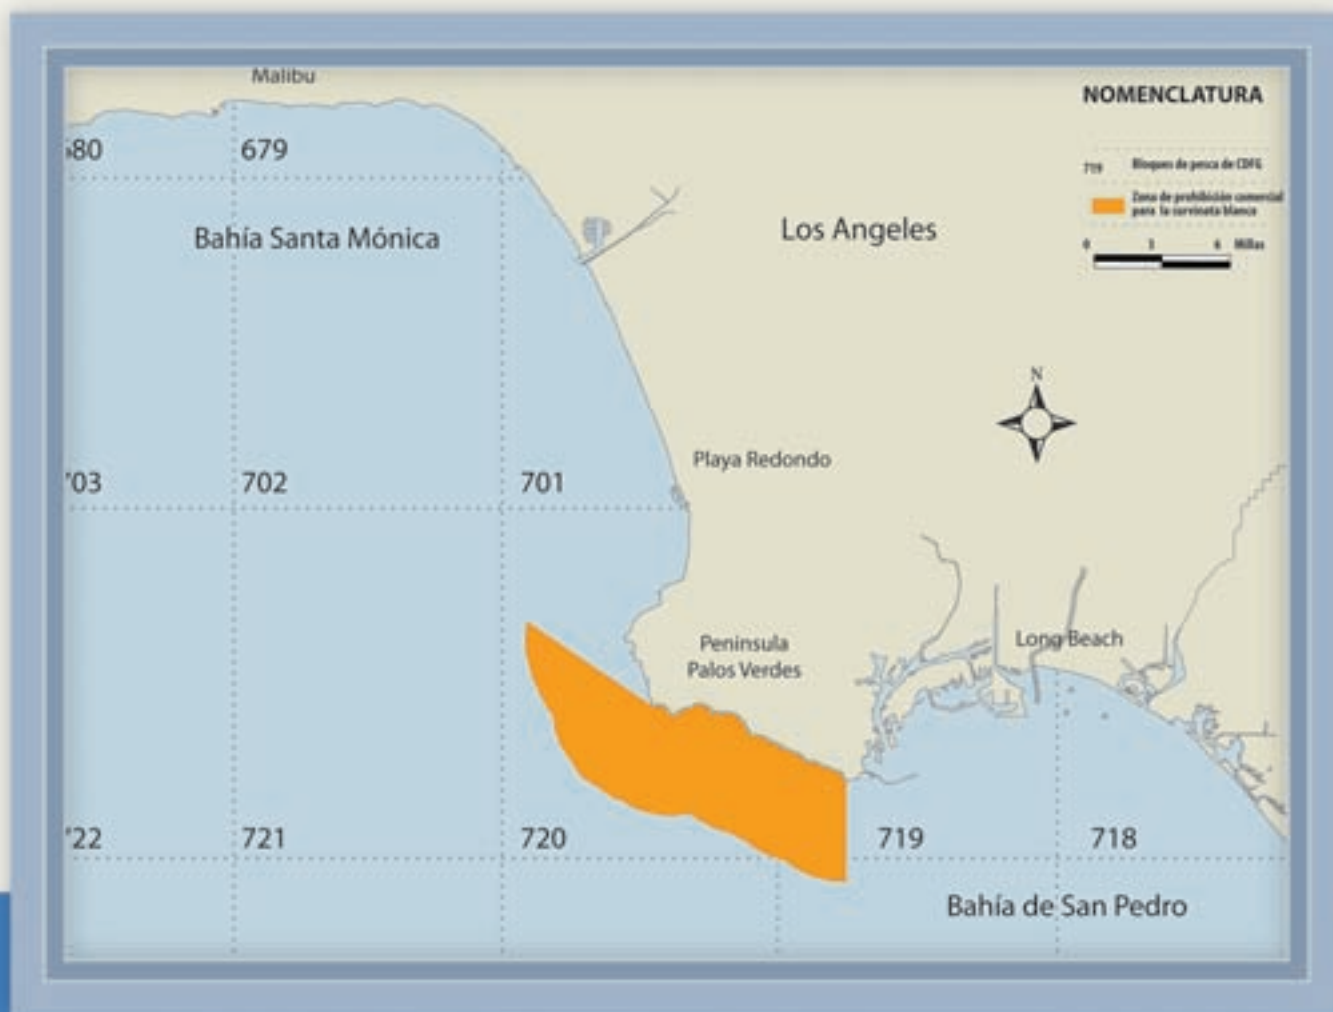 Malibu
NOMENCLATURA
680
679
719 Bloques de pesca de CDFG
Zona de prohibición comercial
para la corvinata blanca
Bahía Santa Mónica
Los Angeles
0 3 6 Millas
N
Playa Redondo
703
702
701
Peninsula
Palos Verdes
Long Beach
722
721
720
719
718
Bahía de San Pedro